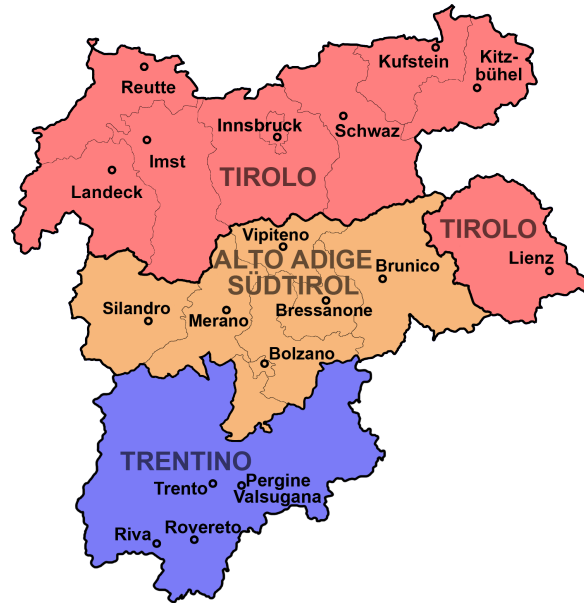 Kufstein
Kitz-
bühel
Reutte
Innsbruck
Schwaz
Imst
TIROLO
Landeck
TIROLO
Vipiteno
Lienz
ALTO ADIGE
SÜDTIROL
Brunico
Silandro
Merano
Bressanone
Bolzano
TRENTINO
Trento
Pergine
Valsugana
Riva
Rovereto